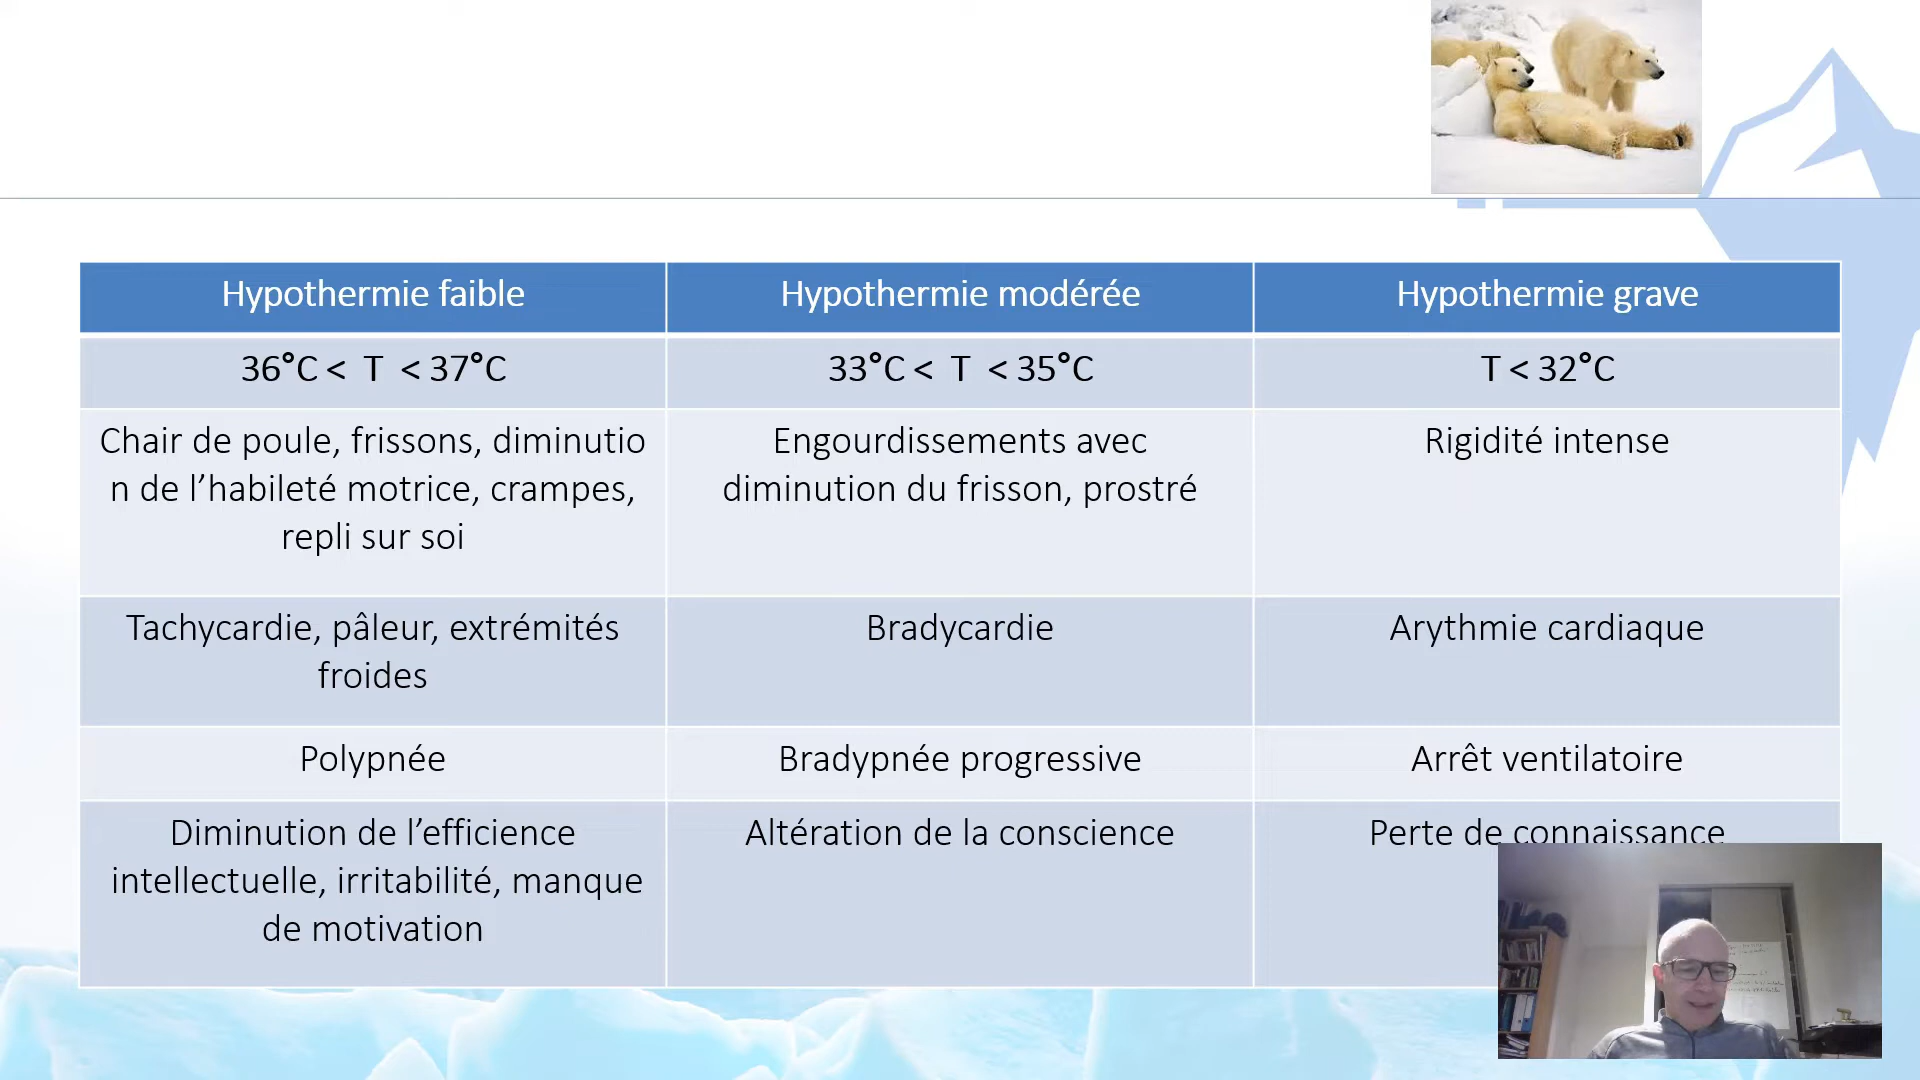 Hypothermie faible
Hypothermie modérée
Hypothermie grave
36°C < T < 37°C
33°C < T < 35°C
T < 32°C
Chair de poule, frissons, diminutio
n de l’habileté motrice, crampes,
repli sur soi
Engourdissements avec
diminution du frisson, prostré
Rigidité intense
Tachycardie, pâleur, extrémités
froides
Bradycardie
Arythmie cardiaque
Polypnée
Bradypnée progressive
Arrêt ventilatoire
Diminution de l’efficience
intellectuelle, irritabilité, manque
de motivation
Altération de la conscience
Perte de connaissance